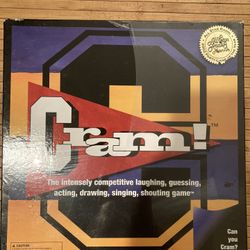 Cram!
The intensely competitive laughing, guessing,
acting, drawing, singing, shouting game™
Can
you
Cram?